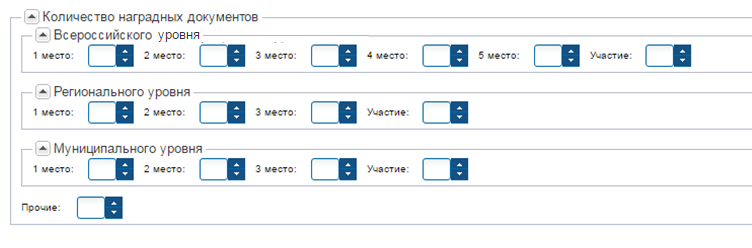 Количество наградных документов
Всероссийского уровня
1 место: 2 место: 3 место: 4 место: 5 место: Участие:
Регионального уровня
1 место: 2 место: 3 место: Участие:
Муниципального уровня
1 место: 2 место: 3 место: Участие:
Прочие: